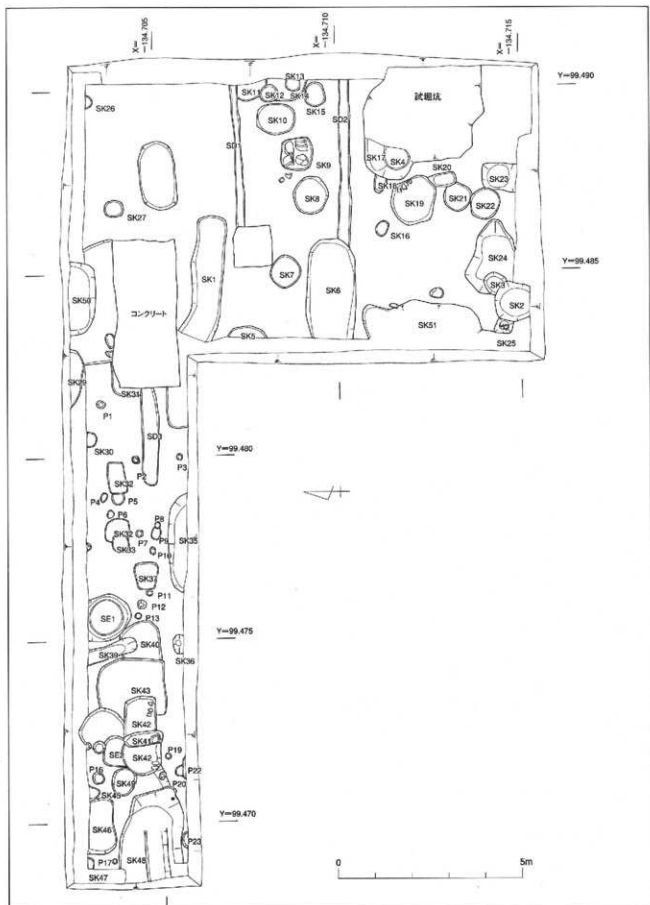 X=-134.705
X=-134.710
X=-134.715
Y=99.490
SK13
SK11
SK12
SK14
SK15
SK26
SK10
SD1
SD2
試堀坑
SK17
SK4
SK9
SK20
SK23
SK18
SK19
SK21
SK22
SK8
SK27
SK16
SK24
Y=99.485
SK1
SK7
SK6
SK3
SK2
SK50
コンクリート
SK51
SK5
SK25
SK29
SK31
P1
SK30
SD3
Y=99.480
P2
P3
SK32
P4
P5
P6
P8
SK32
P7
P9
SK35
SK33
P10
SK37
P11
P12
SE1
P13
Y=99.475
SK40
SK39
SK36
SK43
SK42
SK41
P19
SK42
P16
P22
P20
SK45
Y=99.470
SK46
P23
P17
SK48
SK47
0
5m